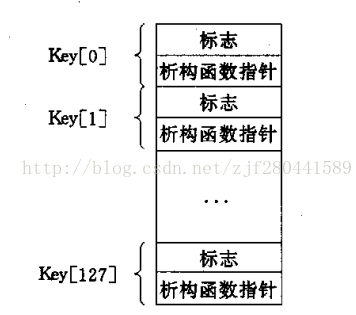 Key[0]
标志
析构函数指针
Key[1]
标志
析构函数指针
http://blog.csdn.net/zjf280441589
...
Key[127]
标志
析构函数指针